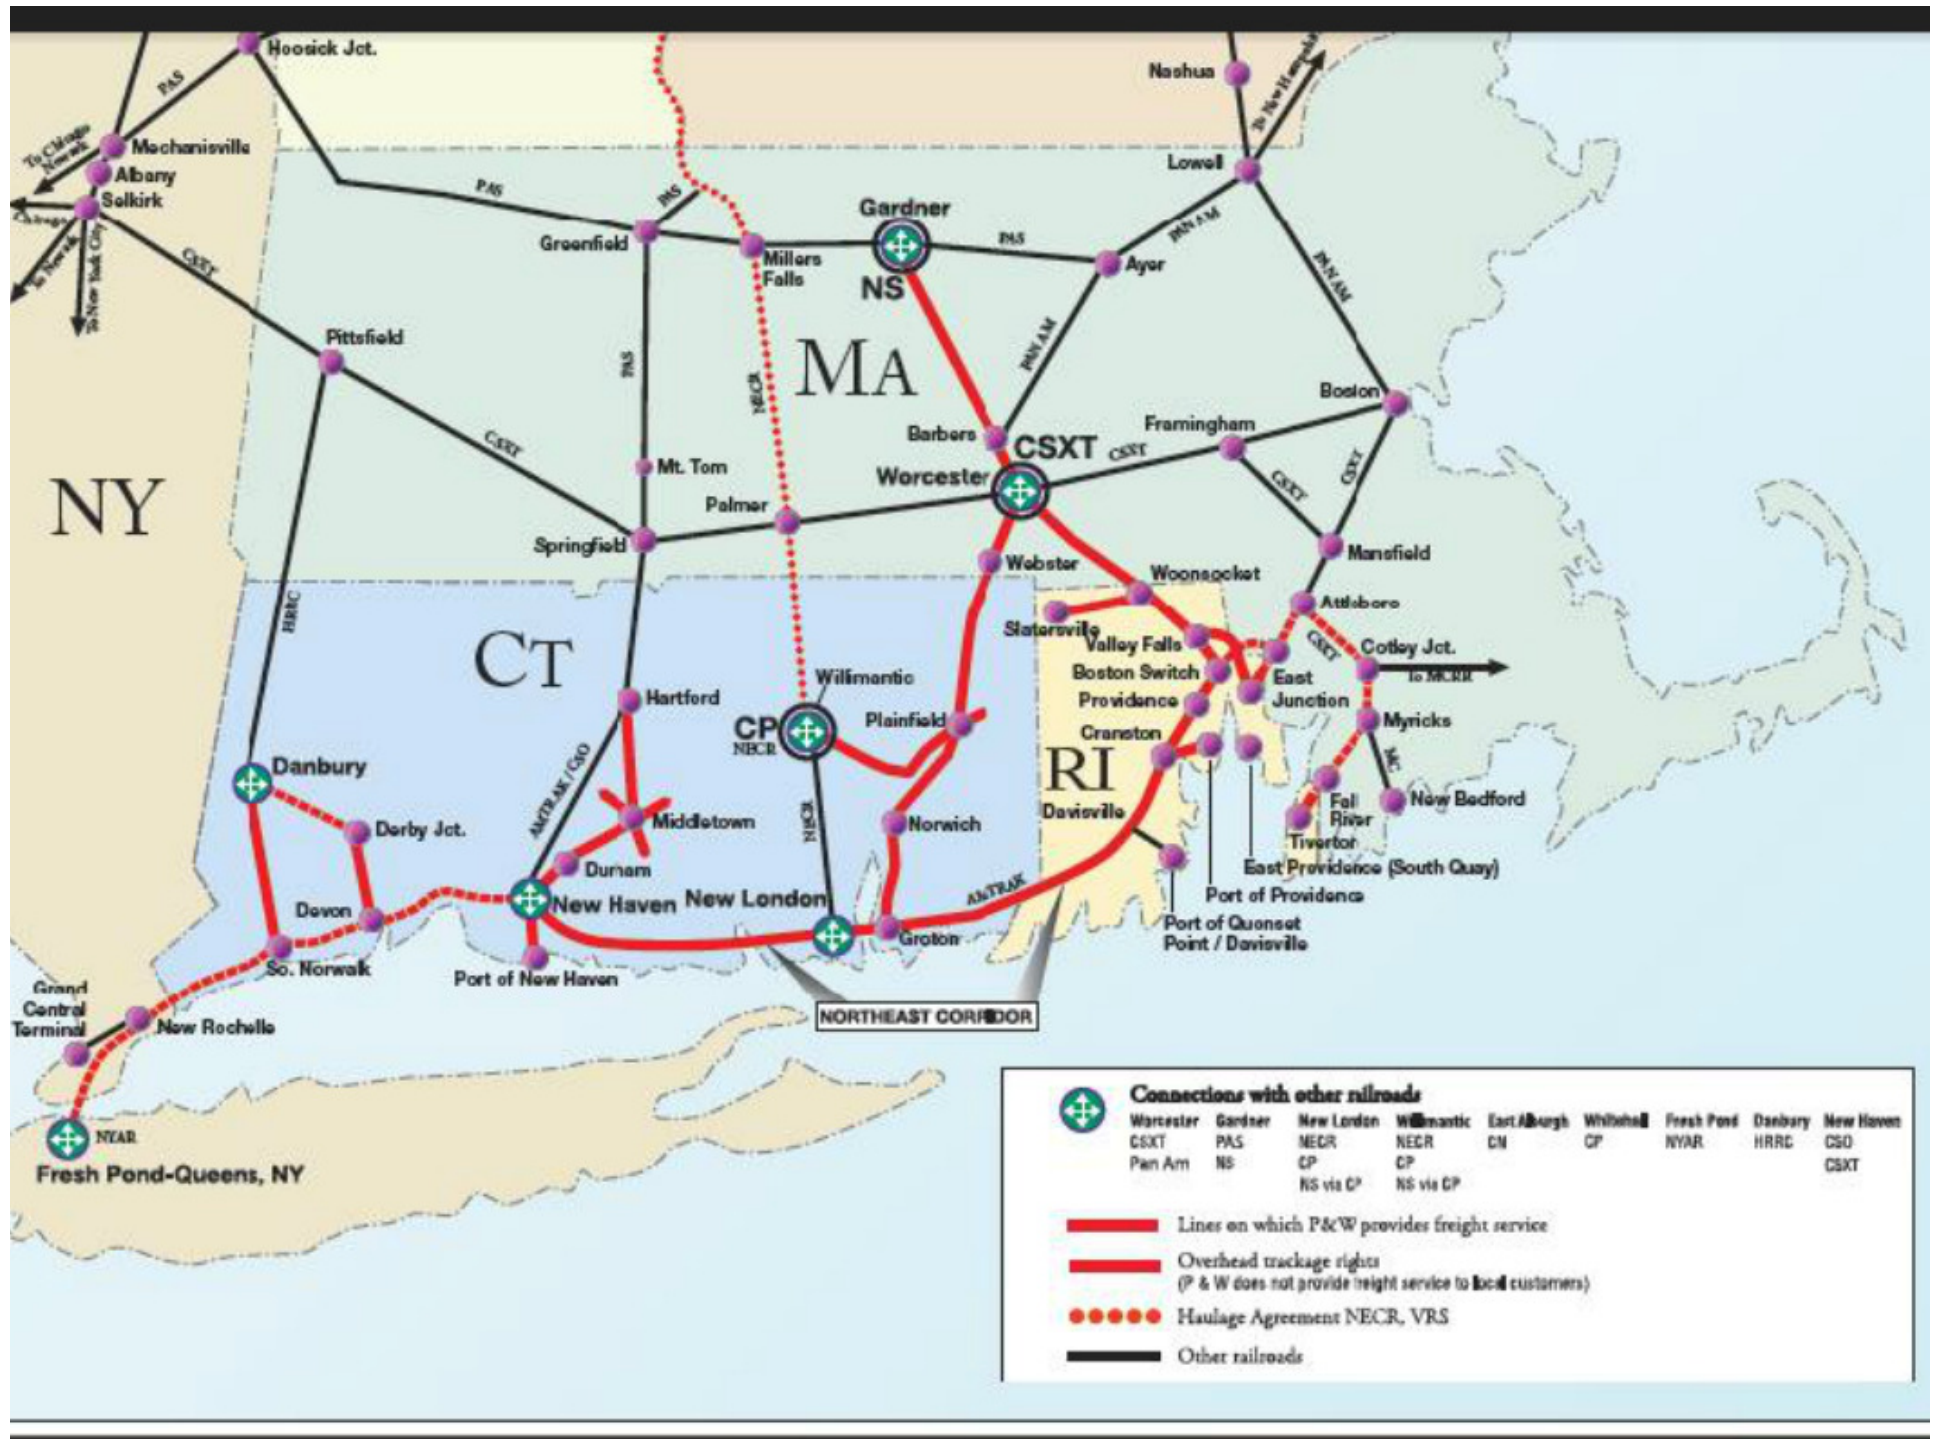 Hoosick Jct.
PAS
To Chicago
Newark
Mechanisville
Albany
Selkirk
Chicago
To Newark
To New York City
CSXT
Nashua
To New Hampshire
Lowell
PAS
PAS
Greenfield
Millers
Falls
Gardner
NS
PAS
Ayer
PAN AM
PAN AM
PAN AM
Pittsfield
PAS
NECR
MA
Boston
Barbers
CSXT
Worcester
CSXT
Framingham
CSXT
CSXT
CSXT
NY
Mt. Tom
Palmer
Springfield
Mansfield
Webster
Woonsocket
HRRC
Slatersville
Attleboro
CT
Valley Falls
CSXT
Cotley Jct.
Boston Switch
To MCRR
East
Junction
Willimantic
Hartford
Providence
Plainfield
CP
NECR
Cranston
Myricks
RI
MC
Danbury
AMTRAK / CSO
NECR
Davisville
New Bedford
Fall
River
Derby Jct.
Middletown
Norwich
Tiverton
Durham
East Providence (South Quay)
New Haven
New London
AMTRAK
Port of Providence
Devon
Groton
Port of Quonset
Point / Davisville
So. Norwalk
Port of New Haven
Grand
Central
Terminal
New Rochelle
NORTHEAST CORRIDOR
NYAR
Fresh Pond-Queens, NY
Connections with other railroads
Worcester Gardner New London Willimantic East Alburgh Whitehall Fresh Pond Danbury New Haven
CSXT PAS NECR NECR CN CP NYAR HRRC CSO
Pan Am NS CP CP CSXT
NS via CP NS via CP
Lines on which P&W provides freight service
Overhead trackage rights
(P & W does not provide freight service to local customers)
Haulage Agreement NECR, VRS
Other railroads